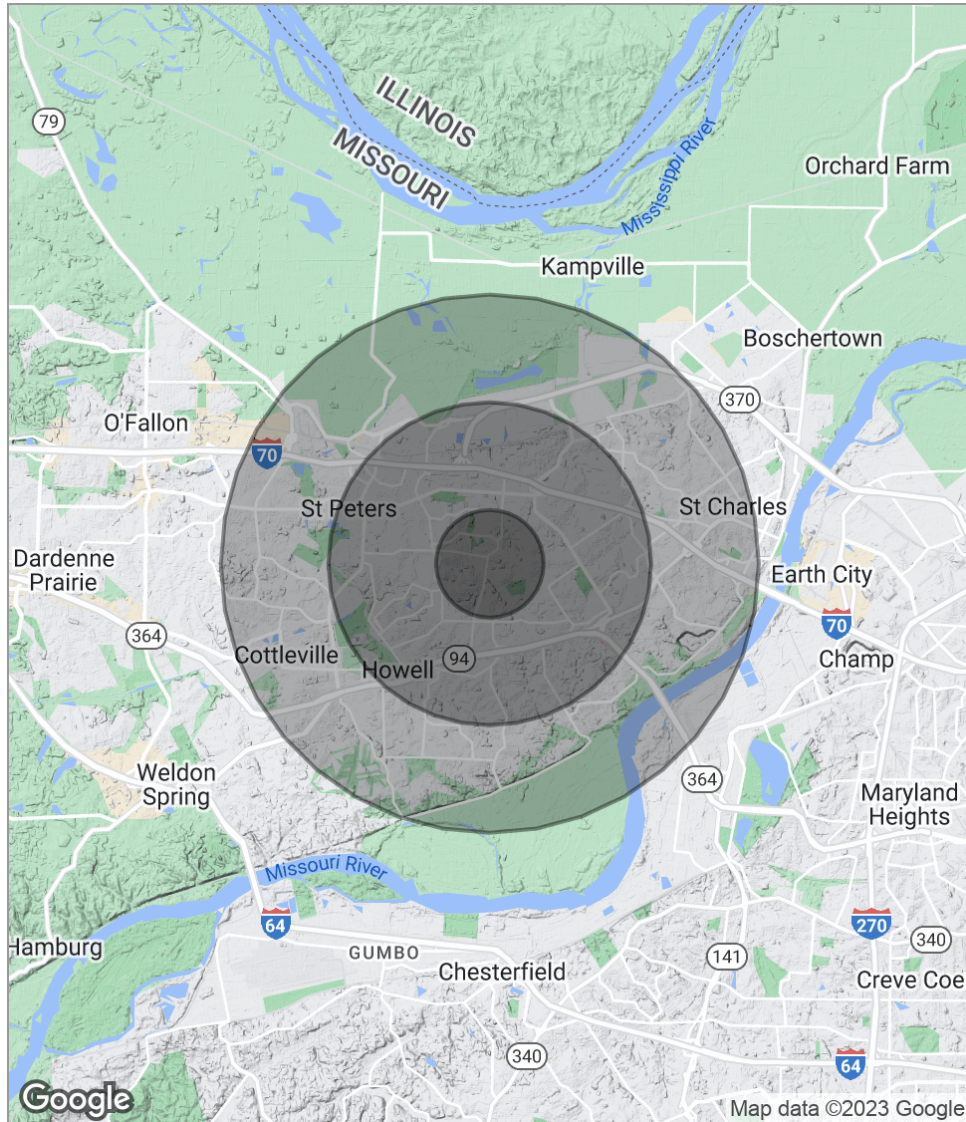 ILLINOIS
MISSOURI
79
Mississippi River
Orchard Farm
Kampville
Boschertown
370
O'Fallon
70
St Peters
St Charles
Dardenne
Prairie
Earth City
70
364
Cottleville
Howell
94
Champ
Weldon
Spring
364
Maryland
Heights
Missouri River
64
270
340
Hamburg
GUMBO
141
Chesterfield
Creve Coe
340
64
Google
Map data ©2023 Google